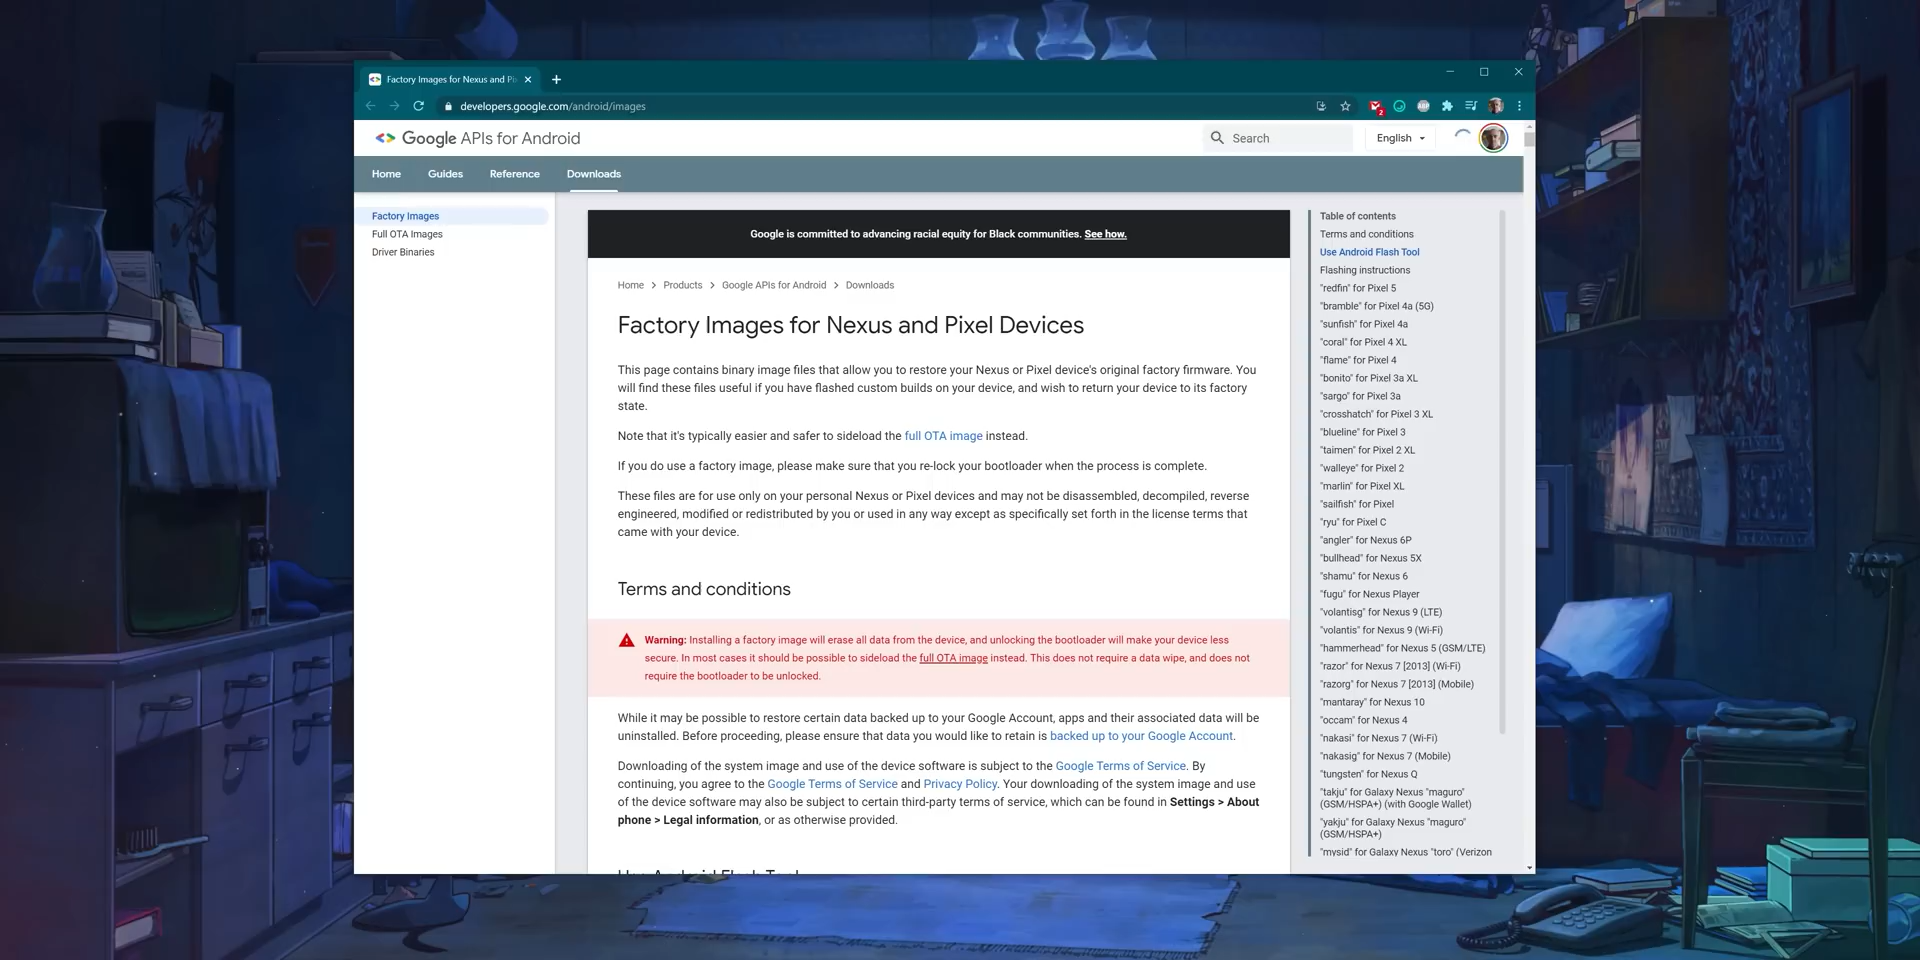 Factory Images for Nexus and Pi
developers.google.com/android/images
2
ABP
Google APIs for Android
Search
English
Home
Guides
Reference
Downloads
Factory Images
Full OTA Images
Driver Binaries
Google is committed to advancing racial equity for Black communities. See how.
Home > Products > Google APIs for Android > Downloads
Factory Images for Nexus and Pixel Devices
This page contains binary image files that allow you to restore your Nexus or Pixel device's original factory firmware. You
will find these files useful if you have flashed custom builds on your device, and wish to return your device to its factory
state.
Note that it's typically easier and safer to sideload the full OTA image instead.
If you do use a factory image, please make sure that you re-lock your bootloader when the process is complete.
These files are for use only on your personal Nexus or Pixel devices and may not be disassembled, decompiled, reverse
engineered, modified or redistributed by you or used in any way except as specifically set forth in the license terms that
came with your device.
Terms and conditions
Warning: Installing a factory image will erase all data from the device, and unlocking the bootloader will make your device less
secure. In most cases it should be possible to sideload the full OTA image instead. This does not require a data wipe, and does not
require the bootloader to be unlocked.
While it may be possible to restore certain data backed up to your Google Account, apps and their associated data will be
uninstalled. Before proceeding, please ensure that data you would like to retain is backed up to your Google Account.
Downloading of the system image and use of the device software is subject to the Google Terms of Service. By
continuing, you agree to the Google Terms of Service and Privacy Policy. Your downloading of the system image and use
of the device software may also be subject to certain third-party terms of service, which can be found in Settings > About
phone > Legal information, or as otherwise provided.
Use Android Flash Tool
Table of contents
Terms and conditions
Use Android Flash Tool
Flashing instructions
"redfin" for Pixel 5
"bramble" for Pixel 4a (5G)
"sunfish" for Pixel 4a
"coral" for Pixel 4 XL
"flame" for Pixel 4
"bonito" for Pixel 3a XL
"sargo" for Pixel 3a
"crosshatch" for Pixel 3 XL
"blueline" for Pixel 3
"taimen" for Pixel 2 XL
"walleye" for Pixel 2
"marlin" for Pixel XL
"sailfish" for Pixel
"ryu" for Pixel C
"angler" for Nexus 6P
"bullhead" for Nexus 5X
"shamu" for Nexus 6
"fugu" for Nexus Player
"volantisg" for Nexus 9 (LTE)
"volantis" for Nexus 9 (Wi-Fi)
"hammerhead" for Nexus 5 (GSM/LTE)
"razor" for Nexus 7 [2013] (Wi-Fi)
"razorg" for Nexus 7 [2013] (Mobile)
"mantaray" for Nexus 10
"occam" for Nexus 4
"nakasi" for Nexus 7 (Wi-Fi)
"nakasig" for Nexus 7 (Mobile)
"tungsten" for Nexus Q
"takju" for Galaxy Nexus "maguro"
(GSM/HSPA+) (with Google Wallet)
"yakju" for Galaxy Nexus "maguro"
(GSM/HSPA+)
"mysid" for Galaxy Nexus "toro" (Verizon